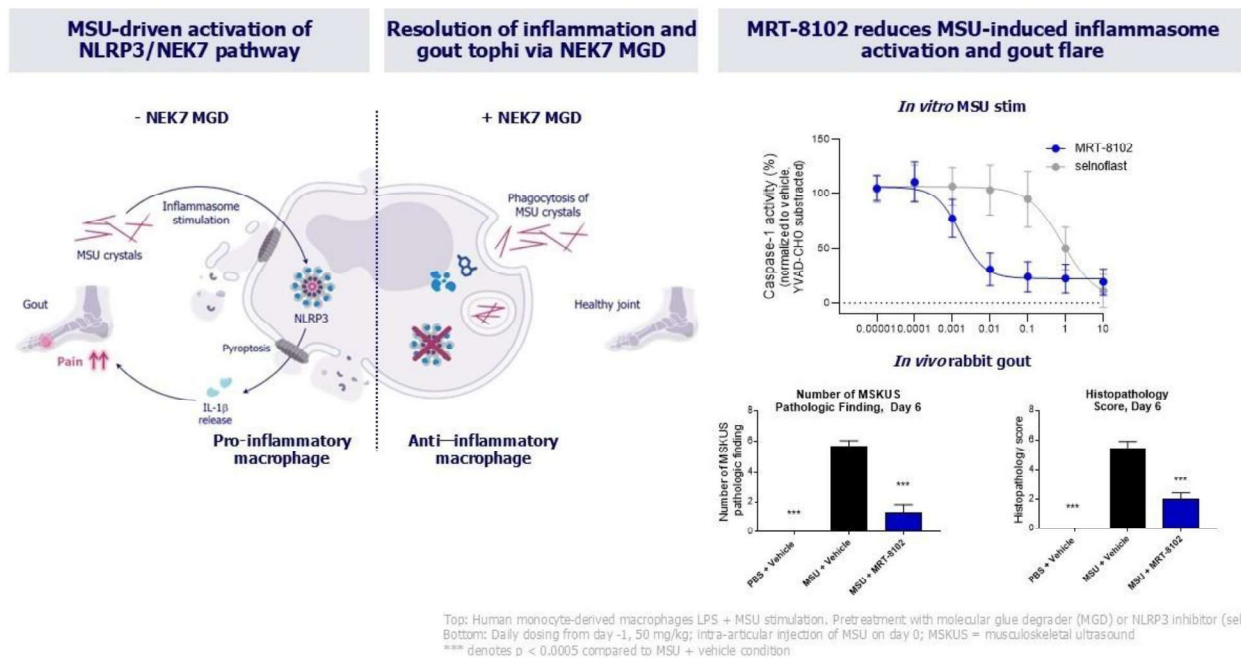 MSU-driven activation of
NLRP3/NEK7 pathway
Resolution of inflammation and
gout tophi via NEK7 MGD
MRT-8102 reduces MSU-induced inflammasome
activation and gout flare
- NEK7 MGD
+ NEK7 MGD
Inflammasome
stimulation
MSU crystals
Gout
Pain
NLRP3
Pyroptosis
IL-1β
release
Pro-inflammatory
macrophage
Phagocytosis of
MSU crystals
Healthy joint
Anti—inflammatory
macrophage
In vitro MSU stim
MRT-8102
selnoflast
Caspase-1 activity (%)
(normalized to vehicle.
YVAD-CHO substracted)
150
100
50
0
0.00001 0.0001 0.001 0.01 0.1 1 10
In vivo rabbit gout
Number of MSKUS
Pathologic Finding, Day 6
Number of MSKUS
pathologic finding
8
6
4
2
0
***
***
PBS + Vehicle
MSU + Vehicle
MSU + MRT-8102
Histopathology
Score, Day 6
Histopathology score
8
6
4
2
0
***
***
PBS + Vehicle
MSU + Vehicle
MSU + MRT-8102
Top: Human monocyte-derived macrophages LPS + MSU stimulation. Pretreatment with molecular glue degrader (MGD) or NLRP3 inhibitor (sel
Bottom: Daily dosing from day -1, 50 mg/kg; intra-articular injection of MSU on day 0; MSKUS = musculoskeletal ultrasound
*** denotes p < 0.0005 compared to MSU + vehicle condition